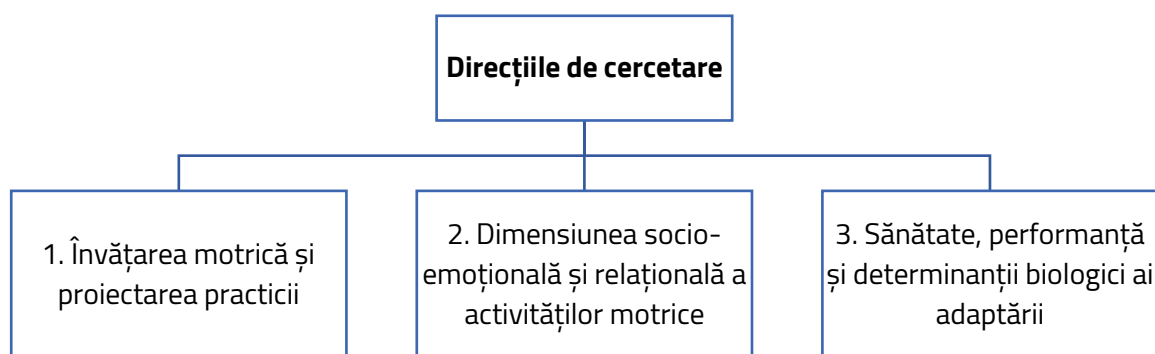 Direcțiile de cercetare
1. Învățarea motrică și
proiectarea practicii
2. Dimensiunea socio-
emoțională și relațională a
activităților motrice
3. Sănătate, performanță
și determinanții biologici ai
adaptării